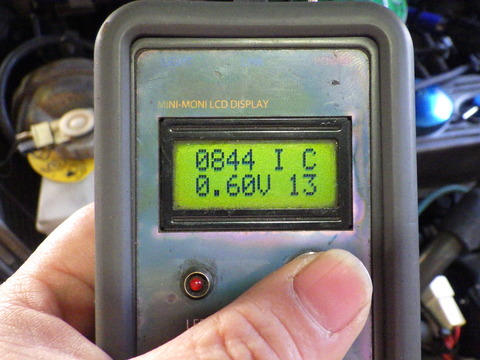 MINI-MONI LCD DISPLAY
0844 I C
0.60V 13